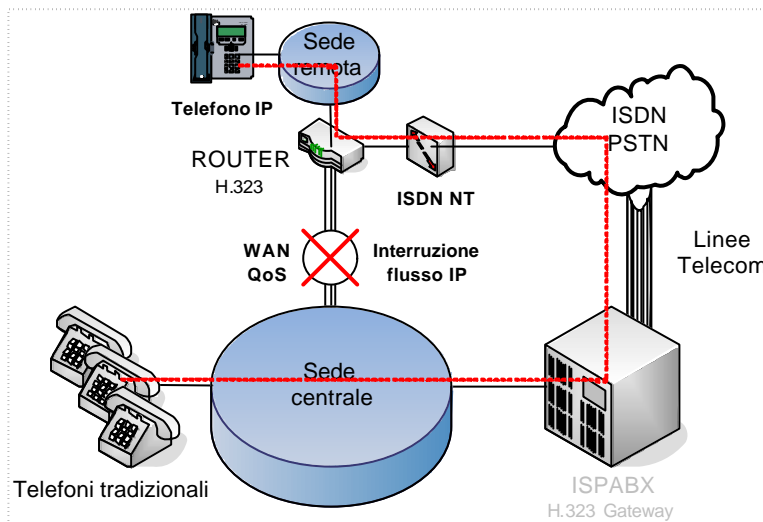 Sede
remota
Telefono IP
ISDN
PSTN
ROUTER
H.323
ISDN NT
WAN
QoS
Interruzione
flusso IP
Linee
Telecom
Sede
centrale
Telefoni tradizionali
ISPABX
H.323 Gateway